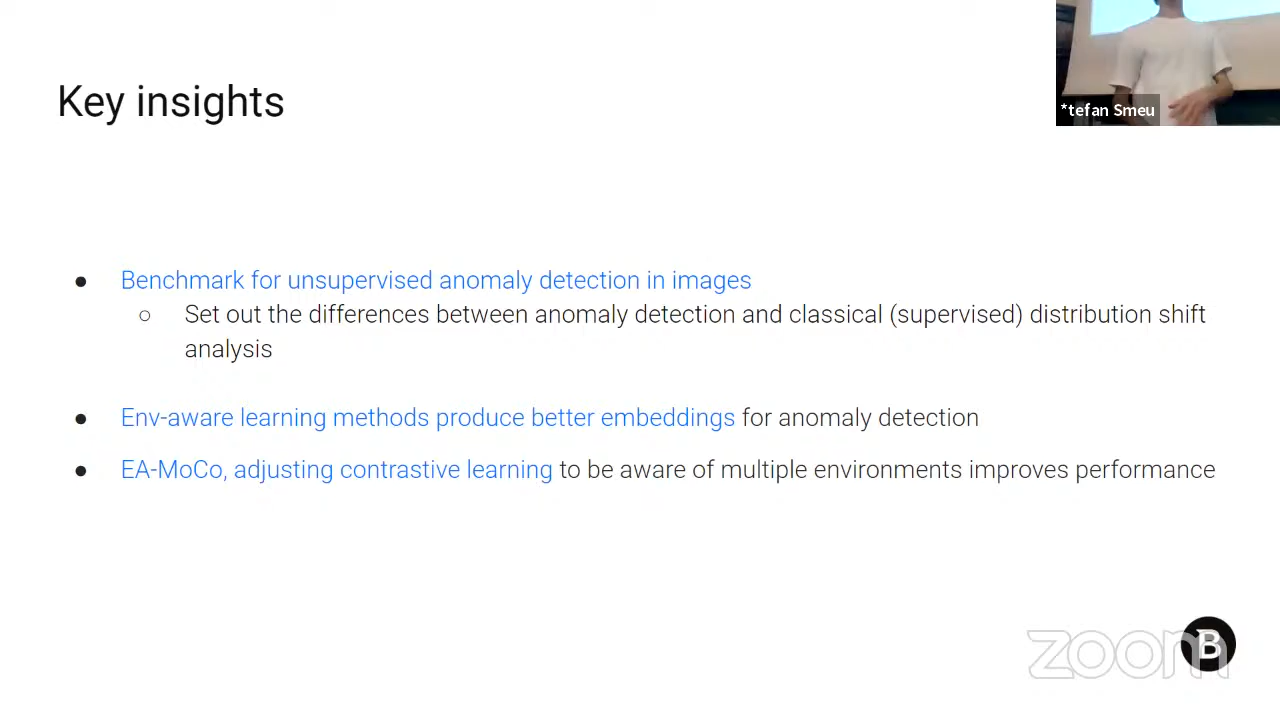 Key insights
*tefan Smeu
● Benchmark for unsupervised anomaly detection in images
○ Set out the differences between anomaly detection and classical (supervised) distribution shift
analysis
● Env-aware learning methods produce better embeddings for anomaly detection
● EA-MoCo, adjusting contrastive learning to be aware of multiple environments improves performance
zoom
B